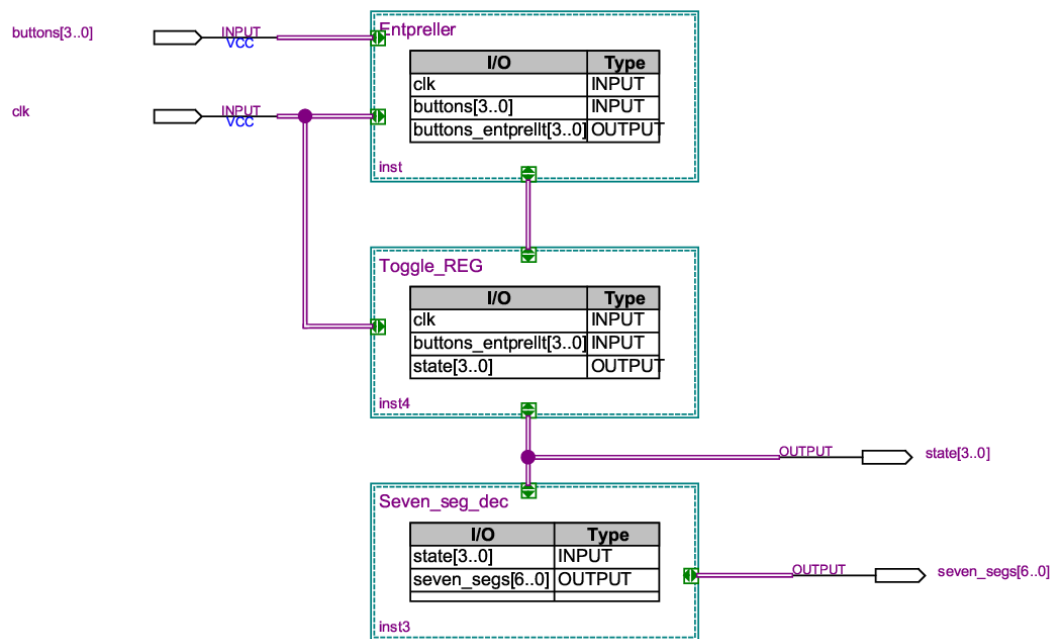 buttons[3..0]
INPUT
VCC
clk
INPUT
VCC
Entpreller
I/O Type
clk INPUT
buttons[3..0] INPUT
buttons_entprellt[3..0] OUTPUT
inst
Toggle_REG
I/O Type
clk INPUT
buttons_entprellt[3..0] INPUT
state[3..0] OUTPUT
inst4
OUTPUT
state[3..0]
Seven_seg_dec
I/O Type
state[3..0] INPUT
seven_segs[6..0] OUTPUT
inst3
OUTPUT
seven_segs[6..0]